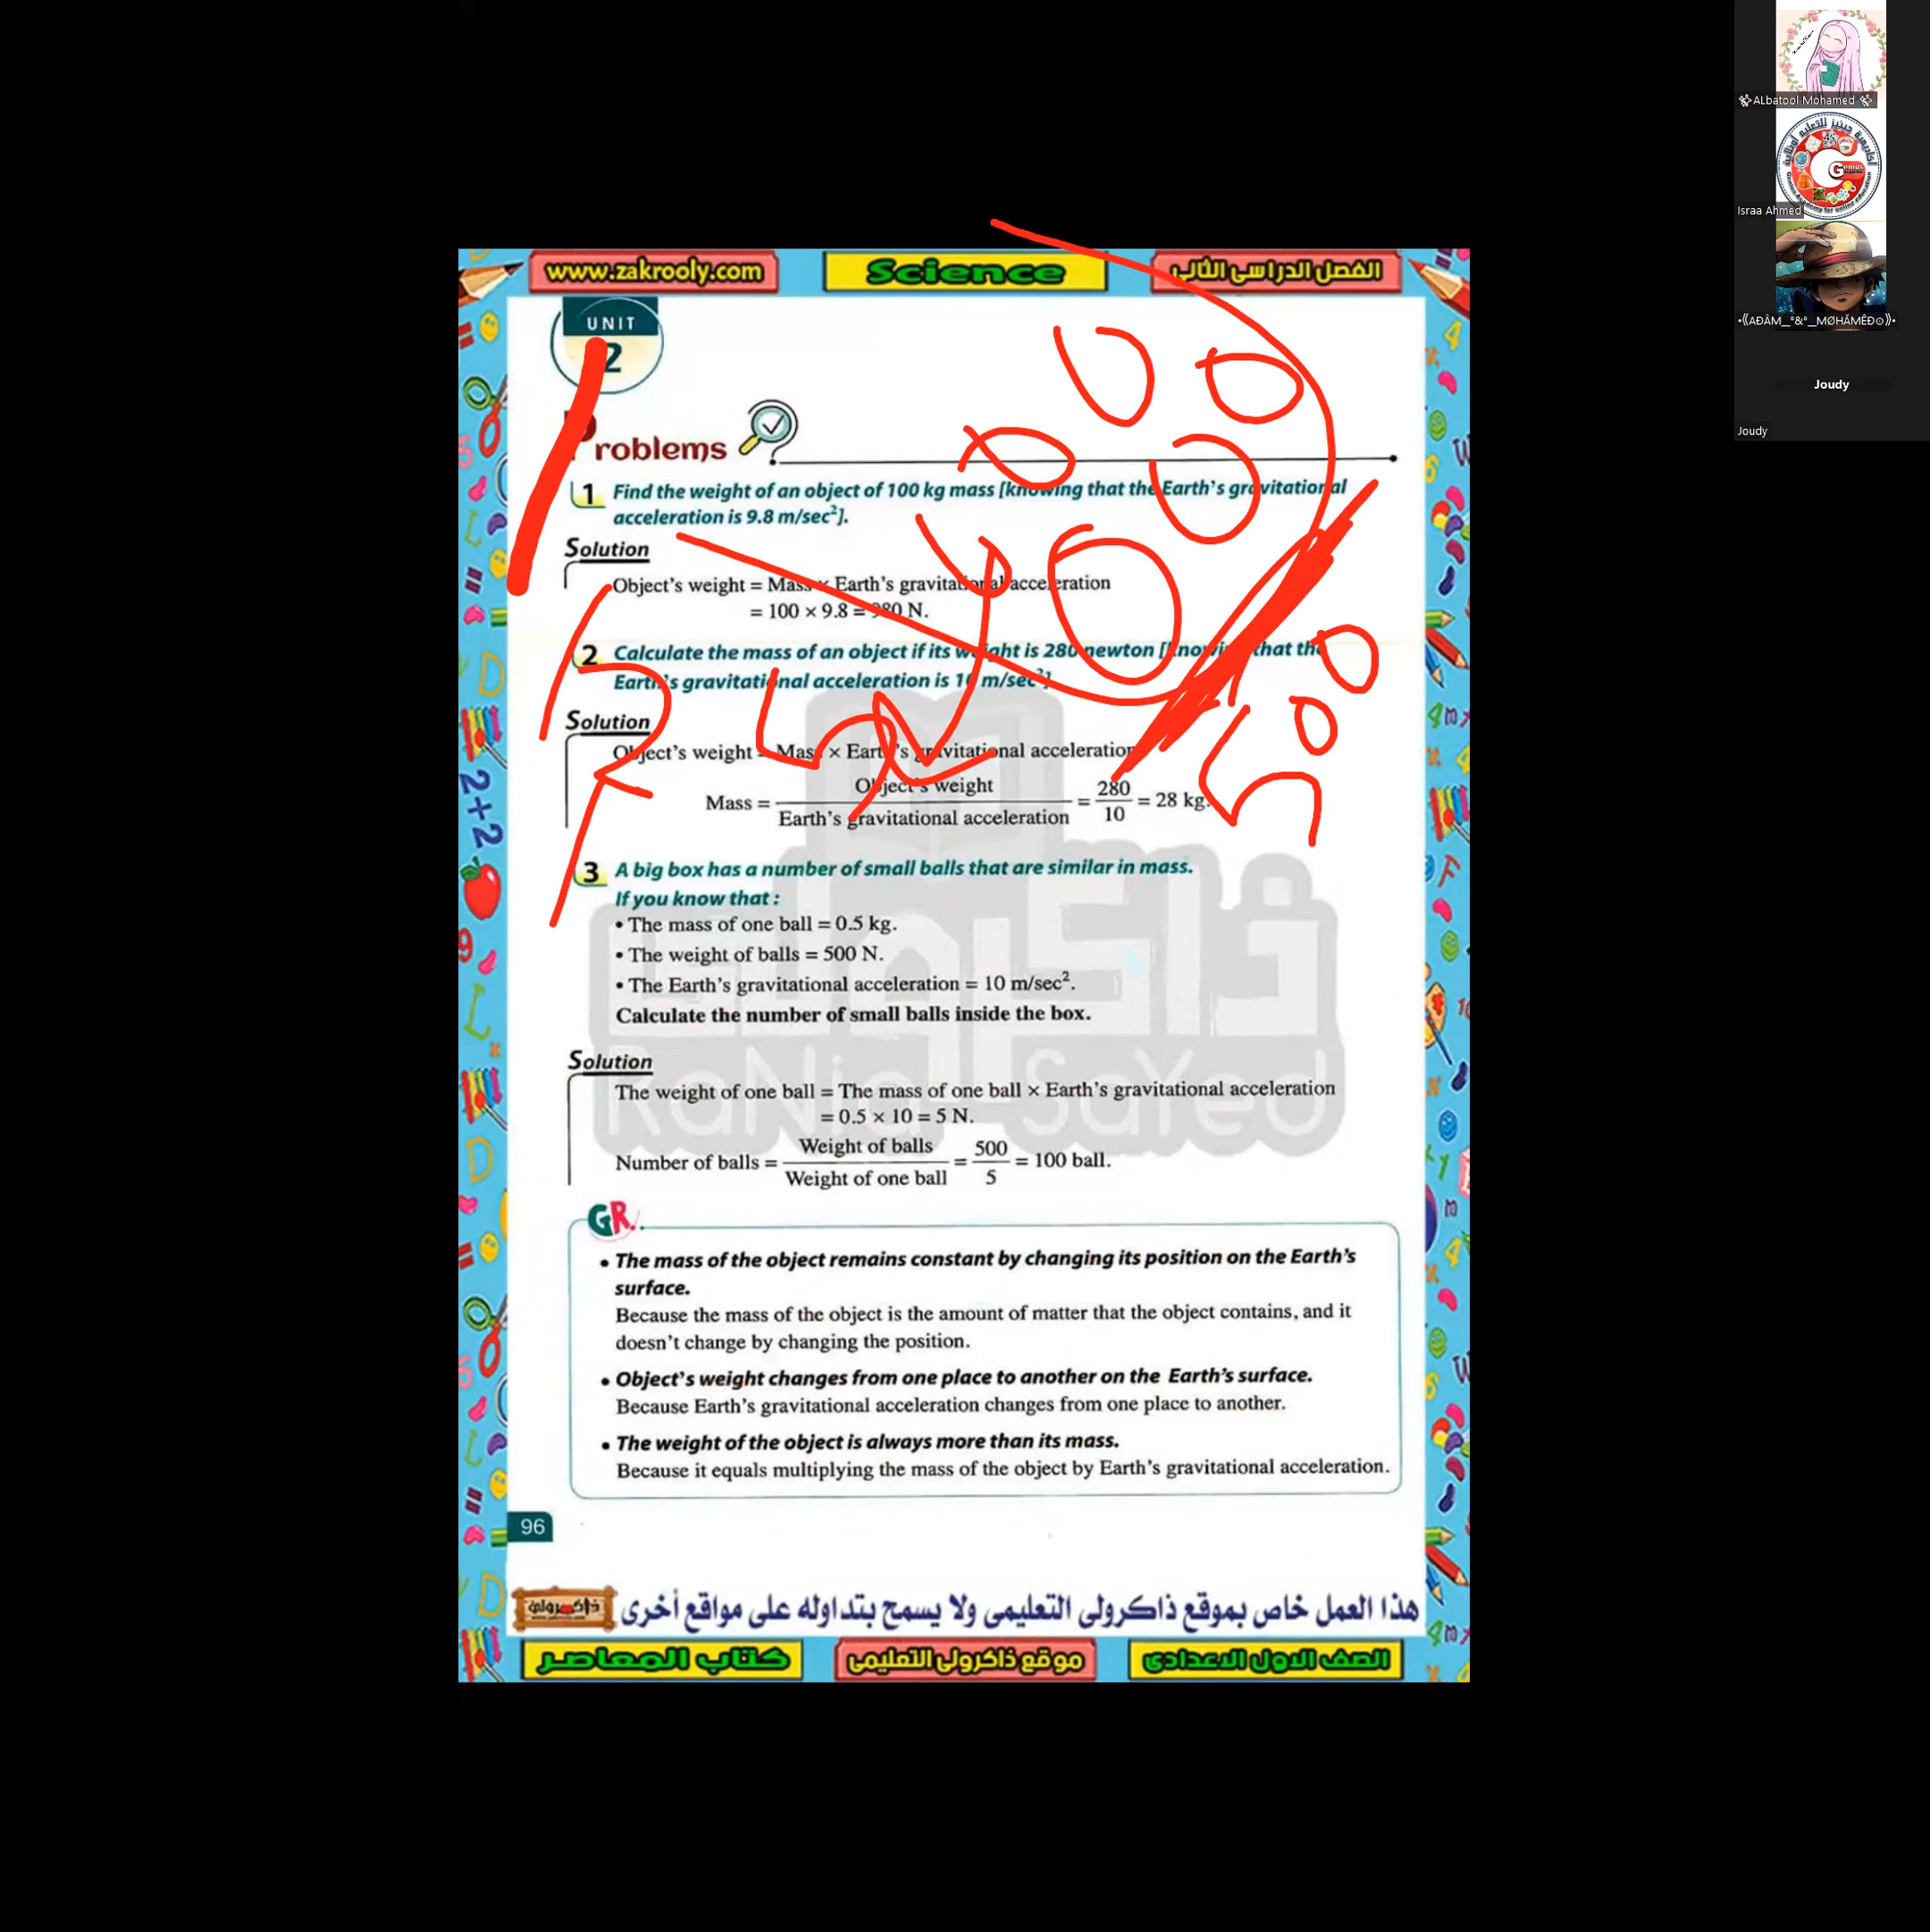 www.zakrooly.com
Science
الفصل الدراسى الثانى
UNIT
2
Problems
1 Find the weight of an object of 100 kg mass [knowing that the Earth's gravitational
acceleration is 9.8 m/sec²].
Solution
Object's weight = Mass × Earth's gravitational acceleration
= 100 × 9.8 = 980 N.
2 Calculate the mass of an object if its weight is 280 newton [knowing that the
Earth's gravitational acceleration is 10 m/sec²]
Solution
Object's weight = Mass × Earth's gravitational acceleration
Mass = Object's weight / Earth's gravitational acceleration = 280 / 10 = 28 kg.
500
3 A big box has a number of small balls that are similar in mass.
If you know that :
• The mass of one ball = 0.5 kg.
• The weight of balls = 500 N.
• The Earth's gravitational acceleration = 10 m/sec².
Calculate the number of small balls inside the box.
Solution
The weight of one ball = The mass of one ball × Earth's gravitational acceleration
= 0.5 × 10 = 5 N.
Number of balls = Weight of balls / Weight of one ball = 500 / 5 = 100 ball.
GR.
• The mass of the object remains constant by changing its position on the Earth's
surface.
Because the mass of the object is the amount of matter that the object contains, and it
doesn't change by changing the position.
• Object's weight changes from one place to another on the Earth's surface.
Because Earth's gravitational acceleration changes from one place to another.
• The weight of the object is always more than its mass.
Because it equals multiplying the mass of the object by Earth's gravitational acceleration.
96
ذاكرولى
RaNia SaYed
هذا العمل خاص بموقع ذاكرولى التعليمى ولا يسمح بتداوله على مواقع أخرى
كتاب المعاصر
موقع ذاكرولى التعليمى
الصف الاول الاعدادى
ALbatool Mohamed
Israa Ahmed
Joudy
Joudy